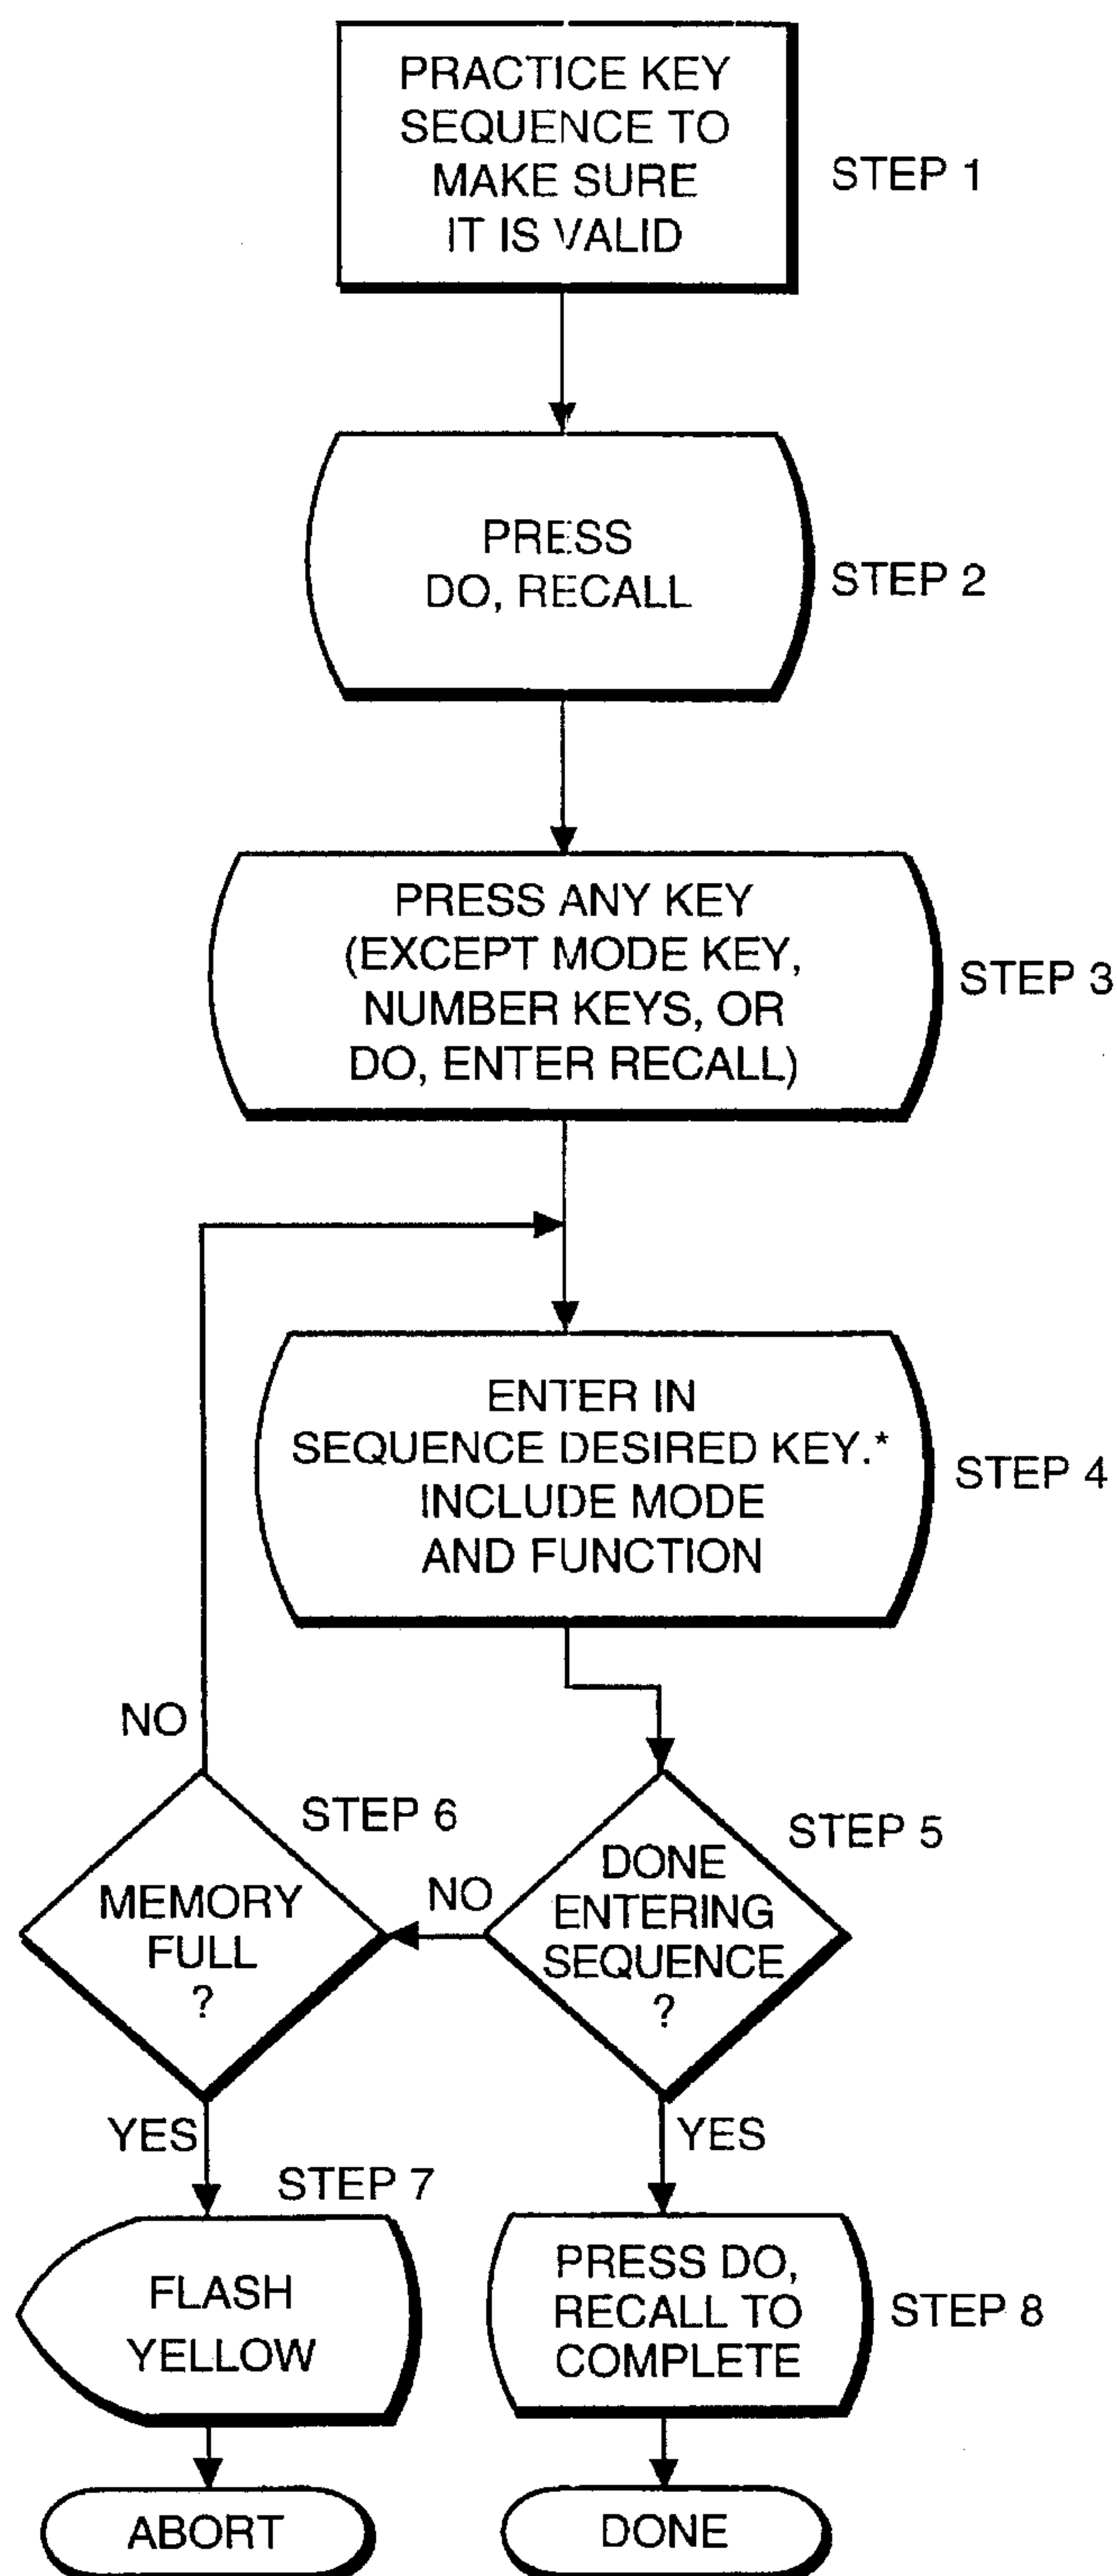 PRACTICE KEY
SEQUENCE TO
MAKE SURE
IT IS VALID
STEP 1
PRESS
DO, RECALL
STEP 2
PRESS ANY KEY
(EXCEPT MODE KEY,
NUMBER KEYS, OR
DO, ENTER RECALL)
STEP 3
ENTER IN
SEQUENCE DESIRED KEY.*
INCLUDE MODE
AND FUNCTION
STEP 4
NO
STEP 6
MEMORY
FULL
?
NO
STEP 5
DONE
ENTERING
SEQUENCE
?
YES
YES
STEP 7
FLASH
YELLOW
PRESS DO,
RECALL TO
COMPLETE
STEP 8
ABORT
DONE